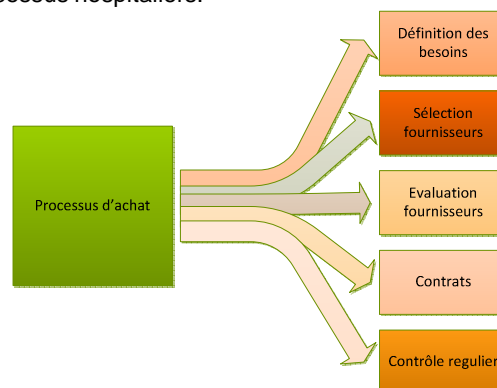 Processus d'achat
Définition des
besoins
Sélection
fournisseurs
Evaluation
fournisseurs
Contrats
Contrôle regulier